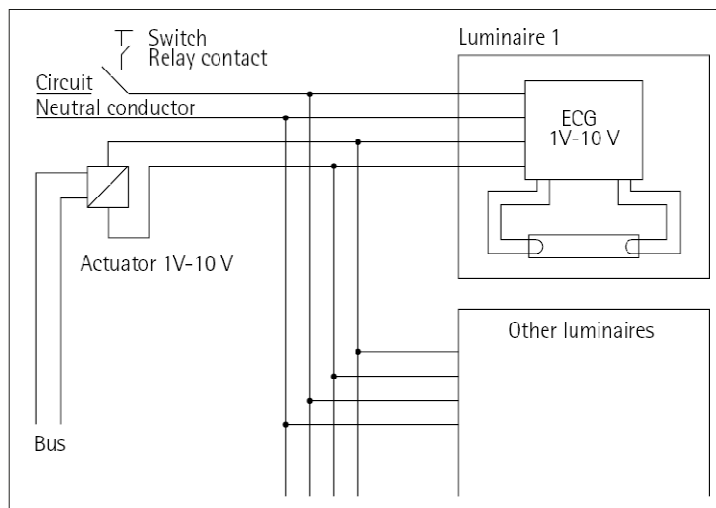 Switch
Relay contact
Luminaire 1
Circuit
Neutral conductor
ECG
1V-10 V
Actuator 1V-10 V
Other luminaires
Bus